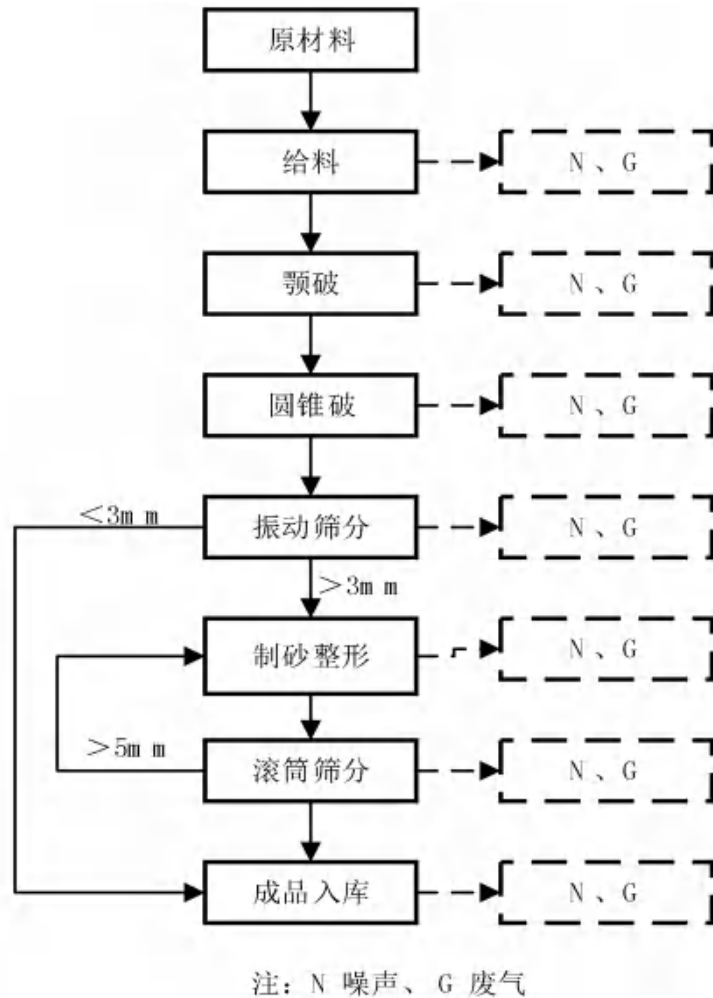 原材料
给料
N、G
颚破
N、G
圆锥破
N、G
<3mm
振动筛分
N、G
>3mm
制砂整形
N、G
>5mm
滚筒筛分
N、G
成品入库
N、G
注: N 噪声、G 废气